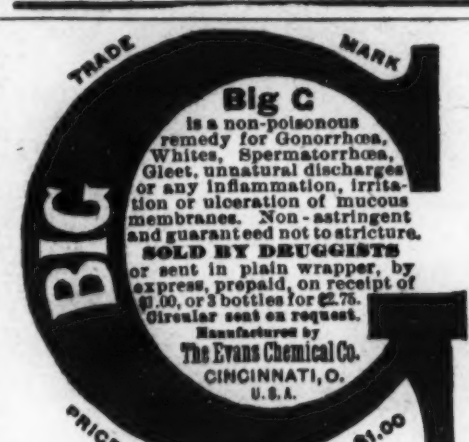 TRADE MARK
BIG
Big G
is a non-poisonous
remedy for Gonorrhœa,
Whites, Spermatorrhœa,
Gleet, unnatural discharges
or any inflammation, irrita-
tion or ulceration of mucous
membranes. Non-astringent
and guaranteed not to stricture.
SOLD BY DRUGGISTS
or sent in plain wrapper, by
express, prepaid, on receipt of
$1.00, or 3 bottles for $2.75.
Circular sent on request.
Manufactured by
The Evans Chemical Co.
CINCINNATI, O.
U.S.A.
PRICE $1.00